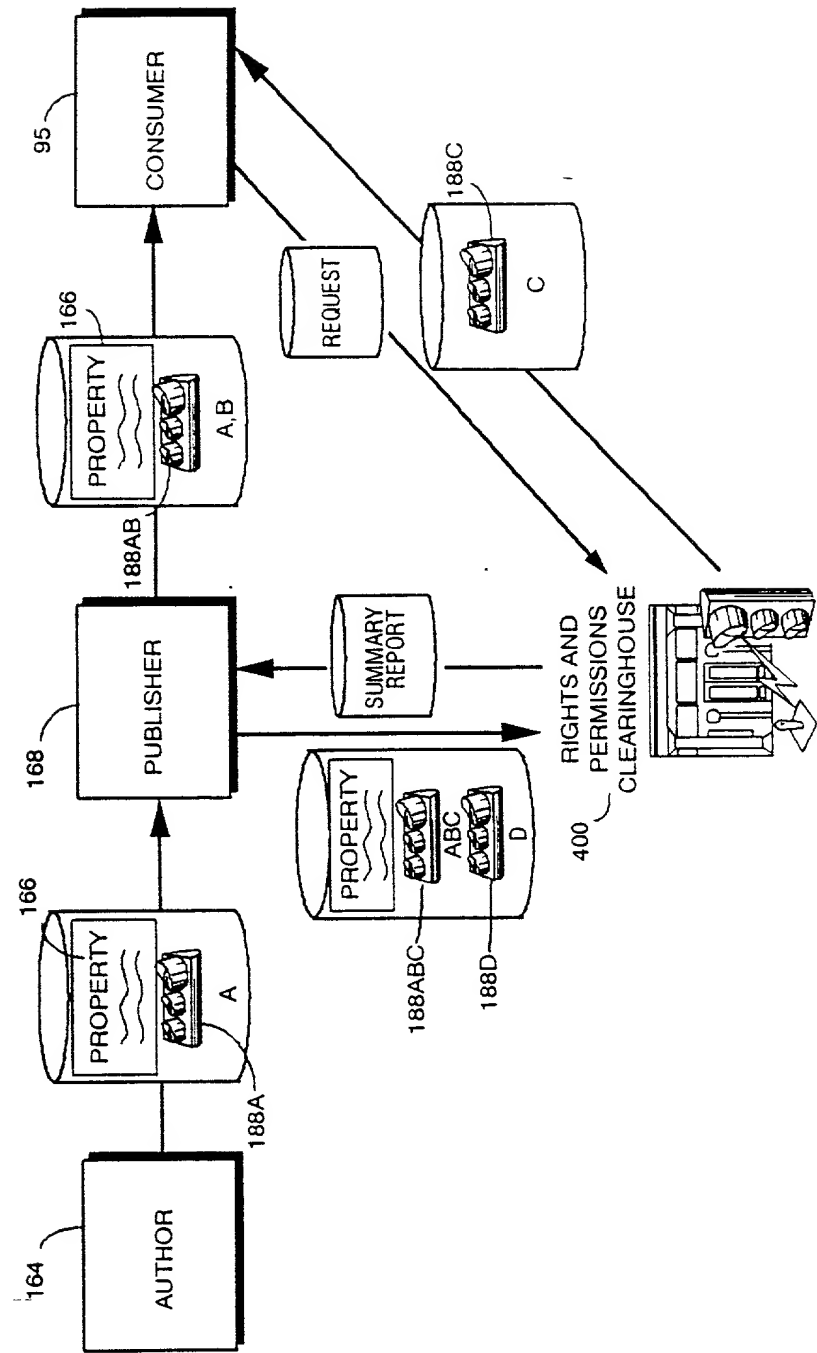 164
AUTHOR
166
PROPERTY
A
188A
168
PUBLISHER
188AB
166
PROPERTY
A,B
95
CONSUMER
PROPERTY
ABC
D
188ABC
188D
SUMMARY
REPORT
REQUEST
188C
C
RIGHTS AND
PERMISSIONS
CLEARINGHOUSE
400